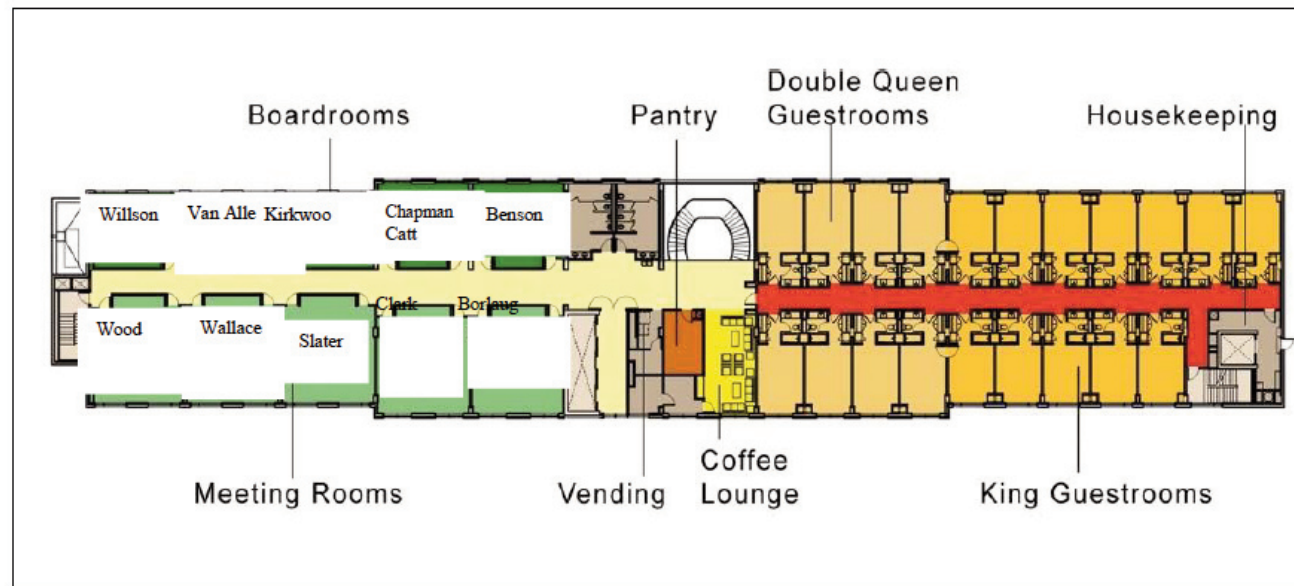 Double Queen
Guestrooms
Boardrooms
Pantry
Housekeeping
Willson
Van Alle
Kirkwoo
Chapman
Catt
Benson
Clark
Borlaug
Wood
Wallace
Slater
Meeting Rooms
Vending
Coffee
Lounge
King Guestrooms